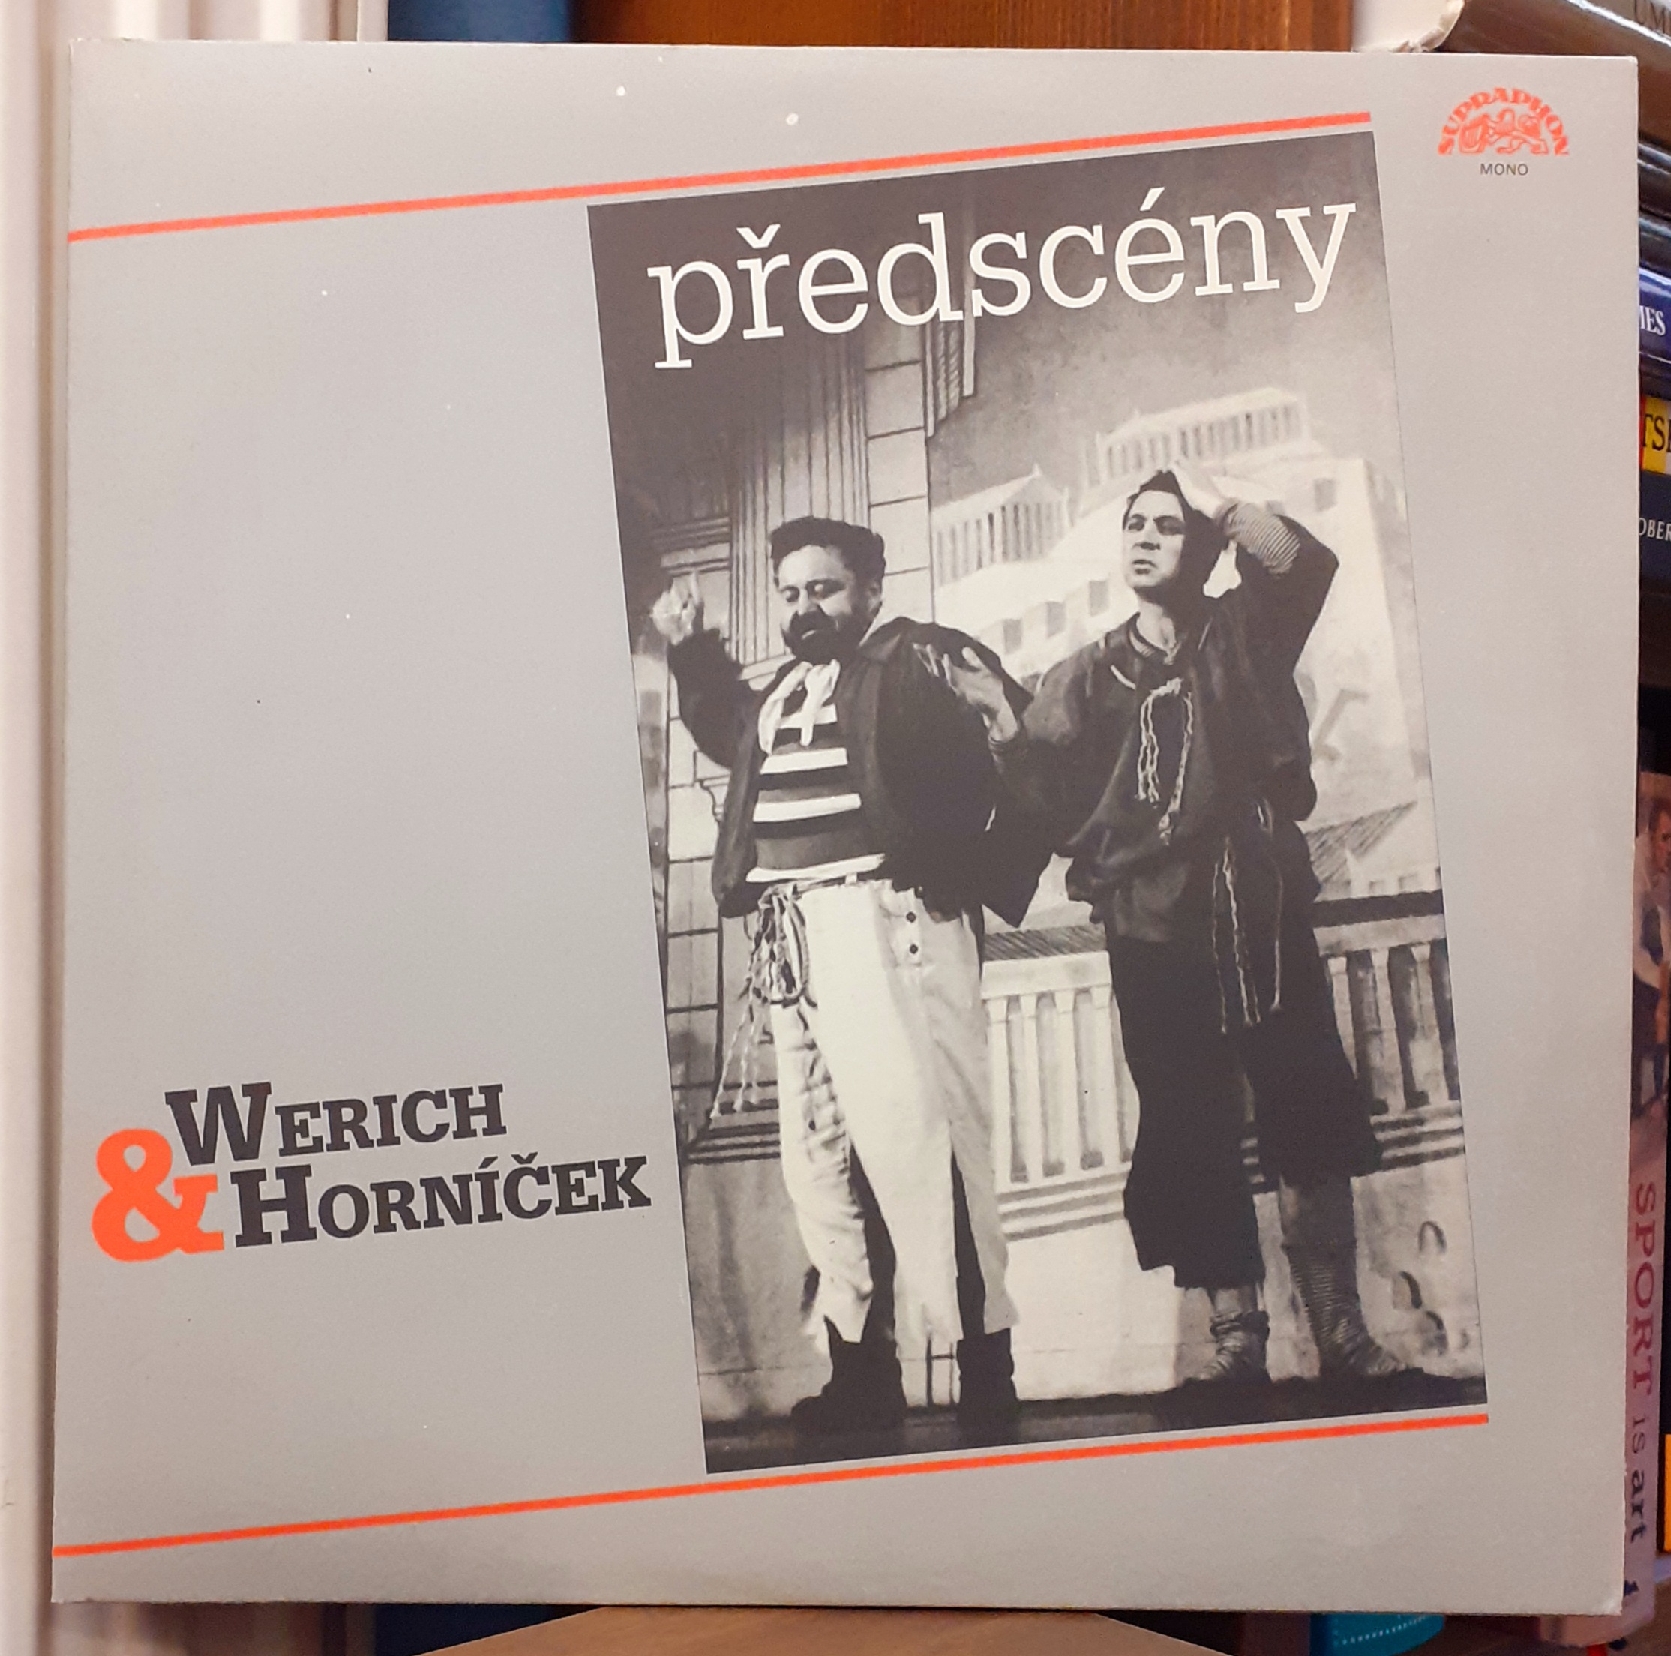 SUPRAPHON
MONO
předscény
WERICH
& HORNÍČEK
SPORT is art